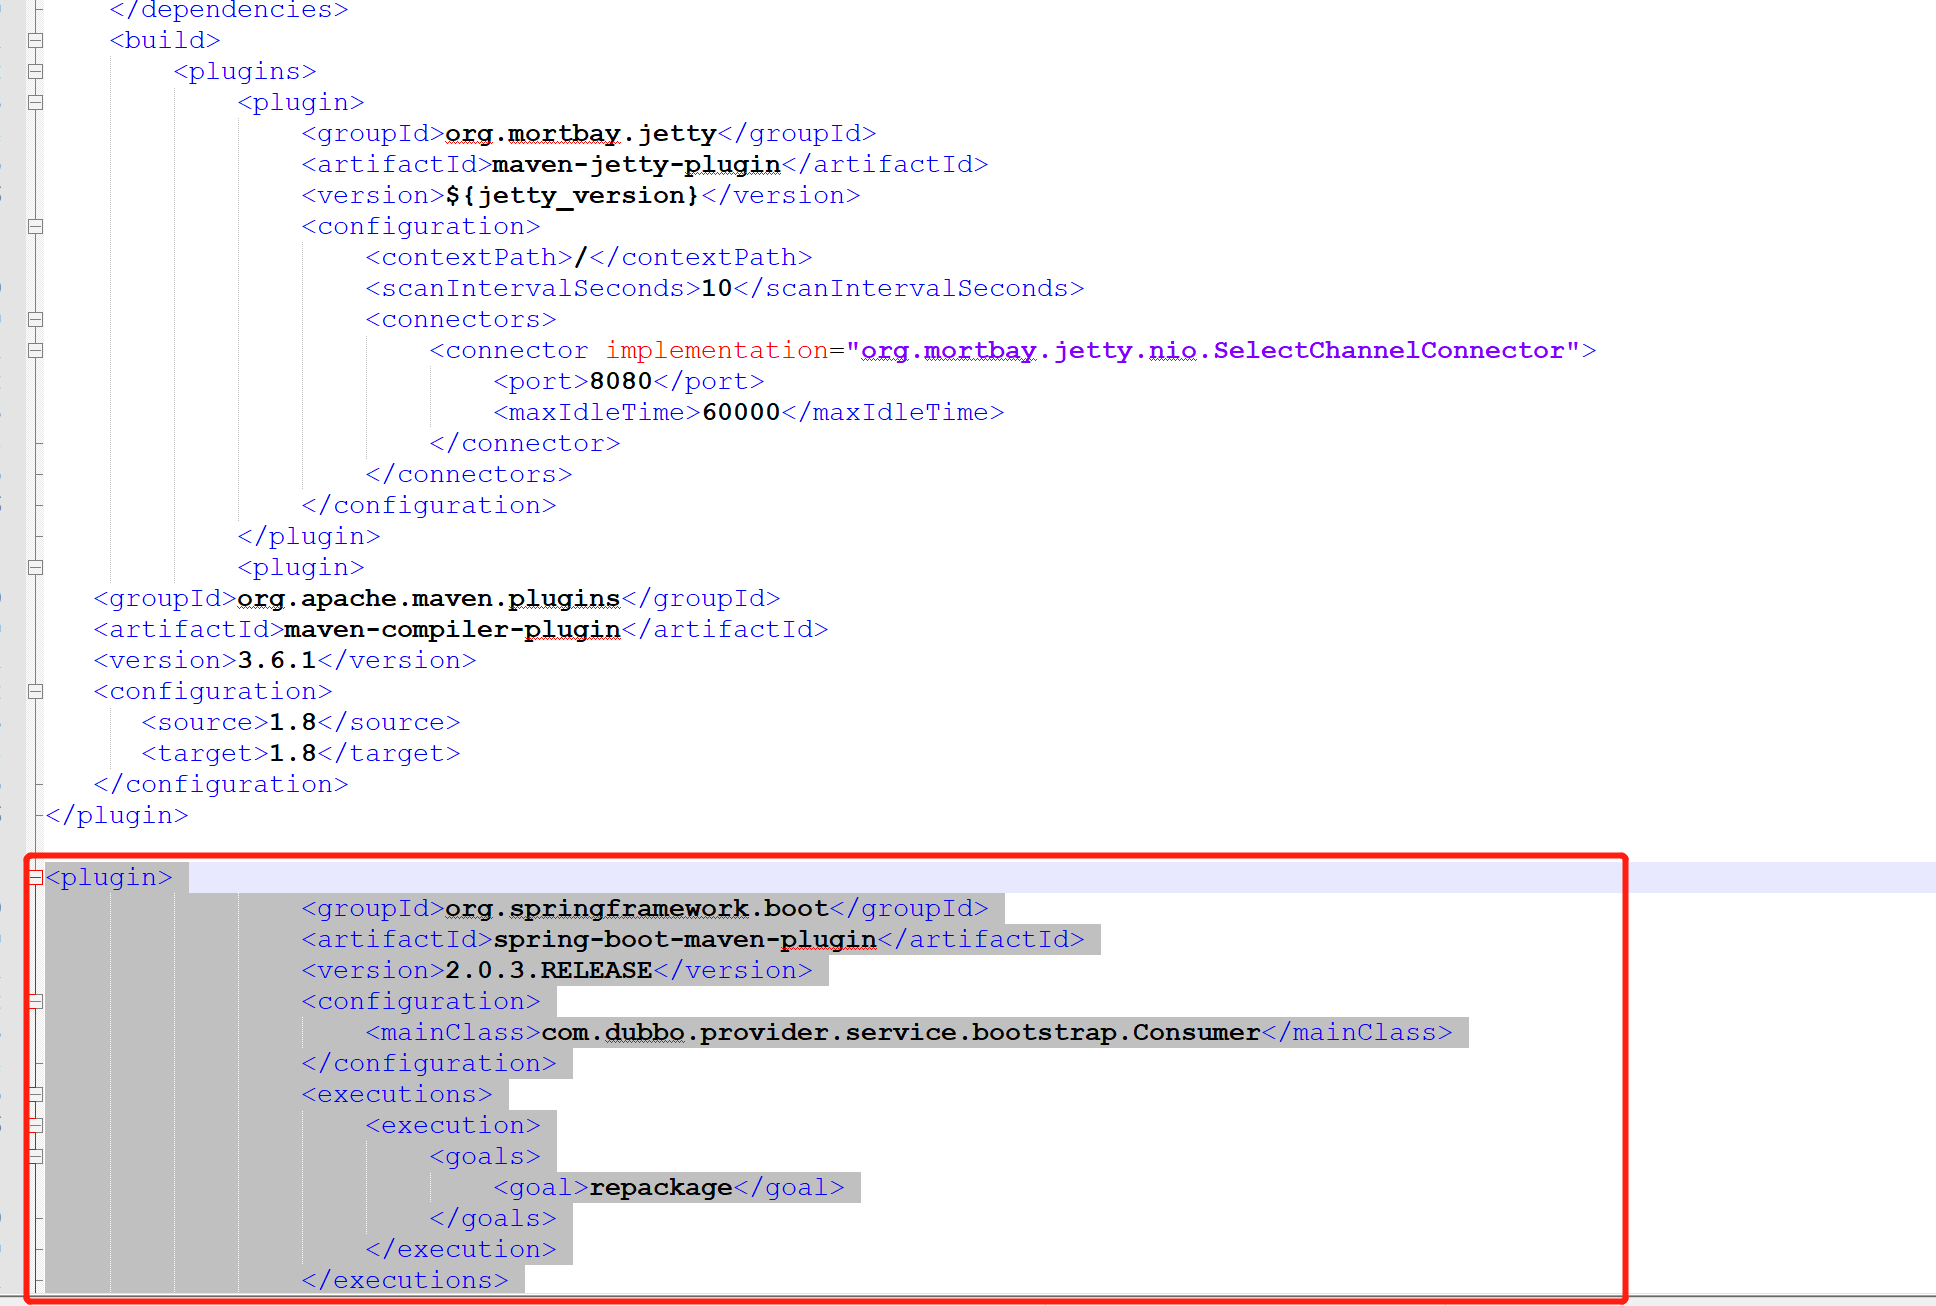 </dependencies>
<build>
<plugins>
<plugin>
<groupId>org.mortbay.jetty</groupId>
<artifactId>maven-jetty-plugin</artifactId>
<version>${jetty_version}</version>
<configuration>
<contextPath>/</contextPath>
<scanIntervalSeconds>10</scanIntervalSeconds>
<connectors>
<connector implementation="org.mortbay.jetty.nio.SelectChannelConnector">
<port>8080</port>
<maxIdleTime>60000</maxIdleTime>
</connector>
</connectors>
</configuration>
</plugin>
<plugin>
<groupId>org.apache.maven.plugins</groupId>
<artifactId>maven-compiler-plugin</artifactId>
<version>3.6.1</version>
<configuration>
<source>1.8</source>
<target>1.8</target>
</configuration>
</plugin>
<plugin>
<groupId>org.springframework.boot</groupId>
<artifactId>spring-boot-maven-plugin</artifactId>
<version>2.0.3.RELEASE</version>
<configuration>
<mainClass>com.dubbo.provider.service.bootstrap.Consumer</mainClass>
</configuration>
<executions>
<execution>
<goals>
<goal>repackage</goal>
</goals>
</execution>
</executions>